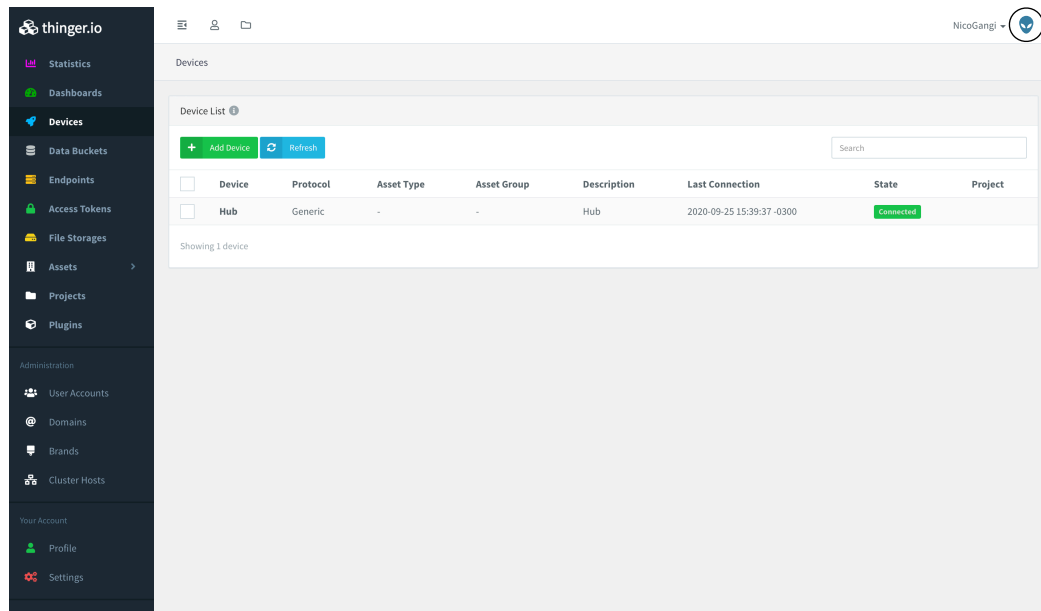 thinger.io
NicoGangi
Statistics
Dashboards
Devices
Data Buckets
Endpoints
Access Tokens
File Storages
Assets
Projects
Plugins
Administration
User Accounts
Domains
Brands
Cluster Hosts
Your Account
Profile
Settings
Devices
Device List
Add Device Refresh Search
Device Protocol Asset Type Asset Group Description Last Connection State Project
Hub Generic - - Hub 2020-09-25 15:39:37 -0300 Connected
Showing 1 device